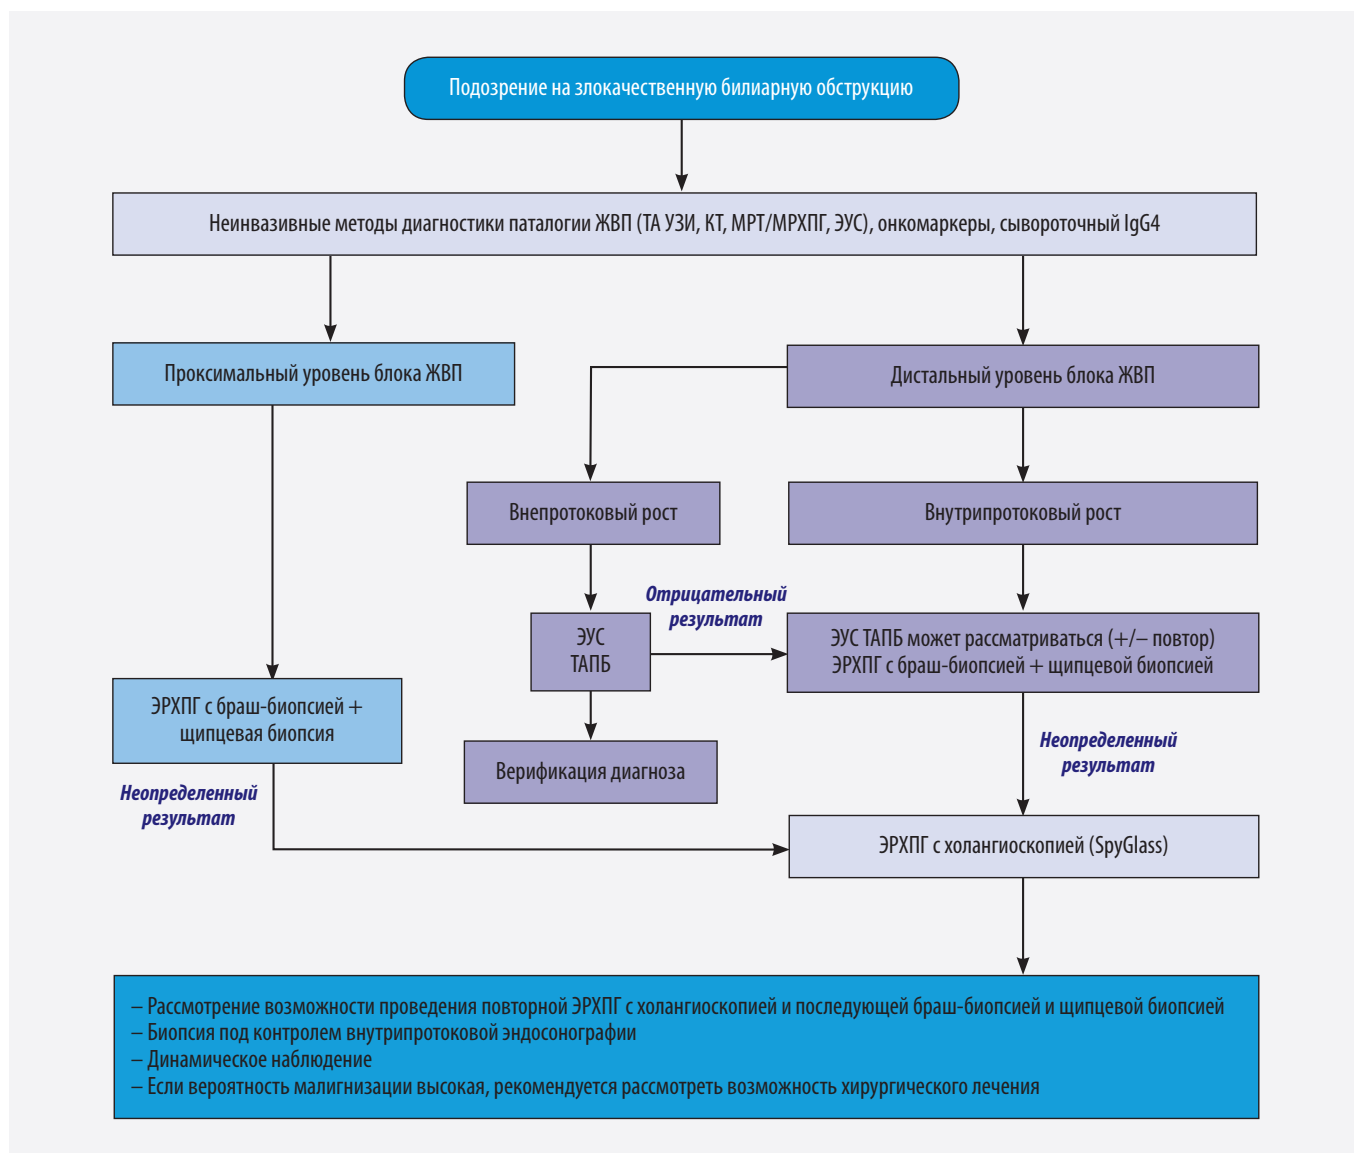 Подозрение на злокачественную билиарную обструкцию
Неинвазивные методы диагностики паталогии ЖВП (ТА УЗИ, КТ, МРТ/МРХПГ, ЭУС), онкомаркеры, сывороточный IgG4
Проксимальный уровень блока ЖВП
Дистальный уровень блока ЖВП
Внепротоковый рост
Внутрипротоковый рост
Отрицательный
результат
ЭУС
ТАПБ
ЭУС ТАПБ может рассматриваться (+/– повтор)
ЭРХПГ с браш-биопсией + щипцевой биопсией
ЭРХПГ с браш-биопсией +
щипцевая биопсия
Верификация диагноза
Неопределенный
результат
Неопределенный
результат
ЭРХПГ с холангиоскопией (SpyGlass)
– Рассмотрение возможности проведения повторной ЭРХПГ с холангиоскопией и последующей браш-биопсией и щипцевой биопсией
– Биопсия под контролем внутрипротоковой эндосонографии
– Динамическое наблюдение
– Если вероятность малигнизации высокая, рекомендуется рассмотреть возможность хирургического лечения